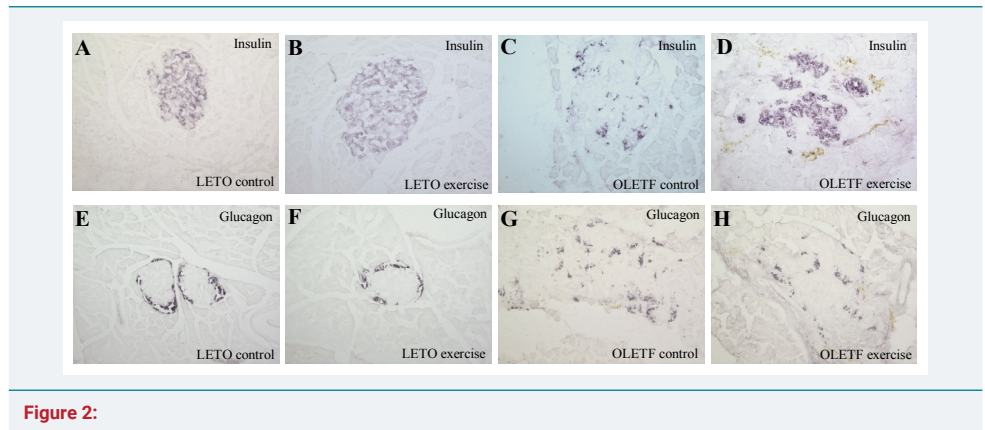 A Insulin
LETO control
B Insulin
LETO exercise
C Insulin
OLETF control
D Insulin
OLETF exercise
E Glucagon
LETO control
F Glucagon
LETO exercise
G Glucagon
OLETF control
H Glucagon
OLETF exercise
Figure 2: